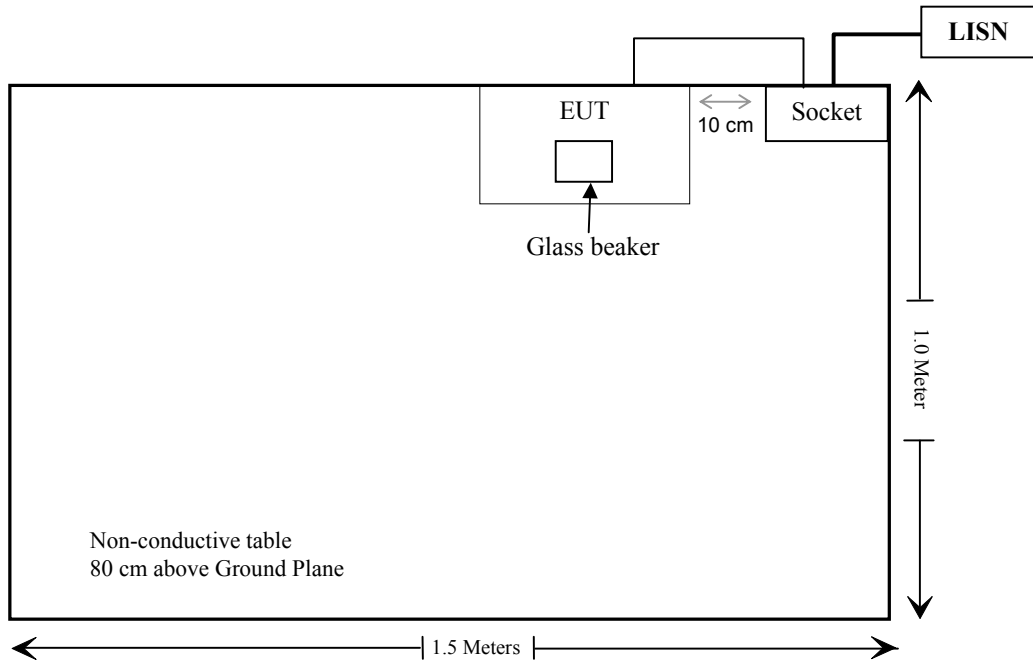 LISN
EUT
10 cm
Socket
Glass beaker
1.0 Meter
Non-conductive table
80 cm above Ground Plane
1.5 Meters